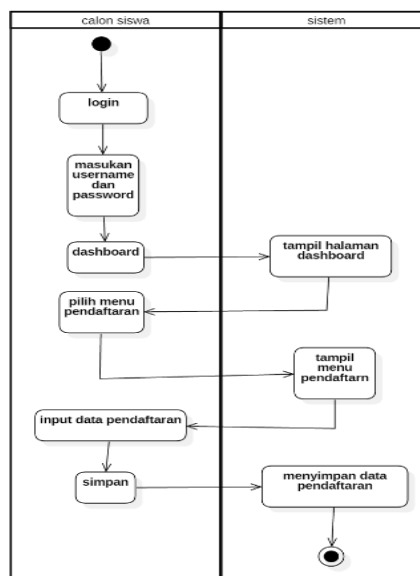 calon siswa
sistem
login
masukan
username
dan
password
dashboard
tampil halaman
dashboard
pilih menu
pendaftaran
tampil
menu
pendaftarn
input data pendaftaran
simpan
menyimpan data
pendaftaran